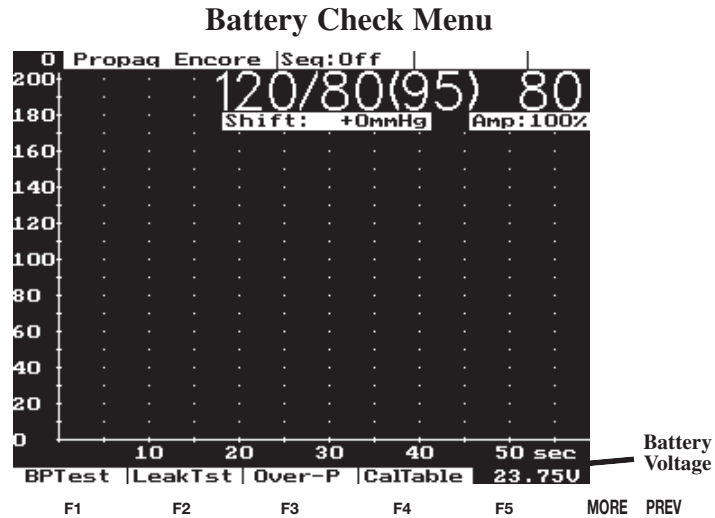 Battery Check Menu
0 Propaq Encore |Seq:Off | |
200
120/80(95) 80
180
Shift: +0mmHg Amp:100%
160
140
120
100
80
60
40
20
0
10 20 30 40 50 sec
Battery
Voltage
BPTest |LeakTst| Over-P |CalTable 23.75V
F1 F2 F3 F4 F5 MORE PREV